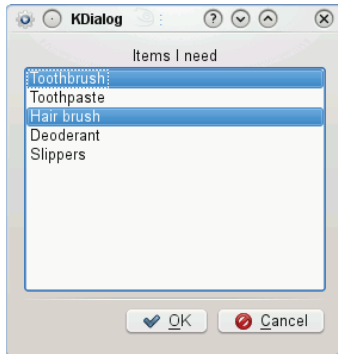 KDialog
Items I need
Toothbrush
Toothpaste
Hair brush
Deoderant
Slippers
OK
Cancel